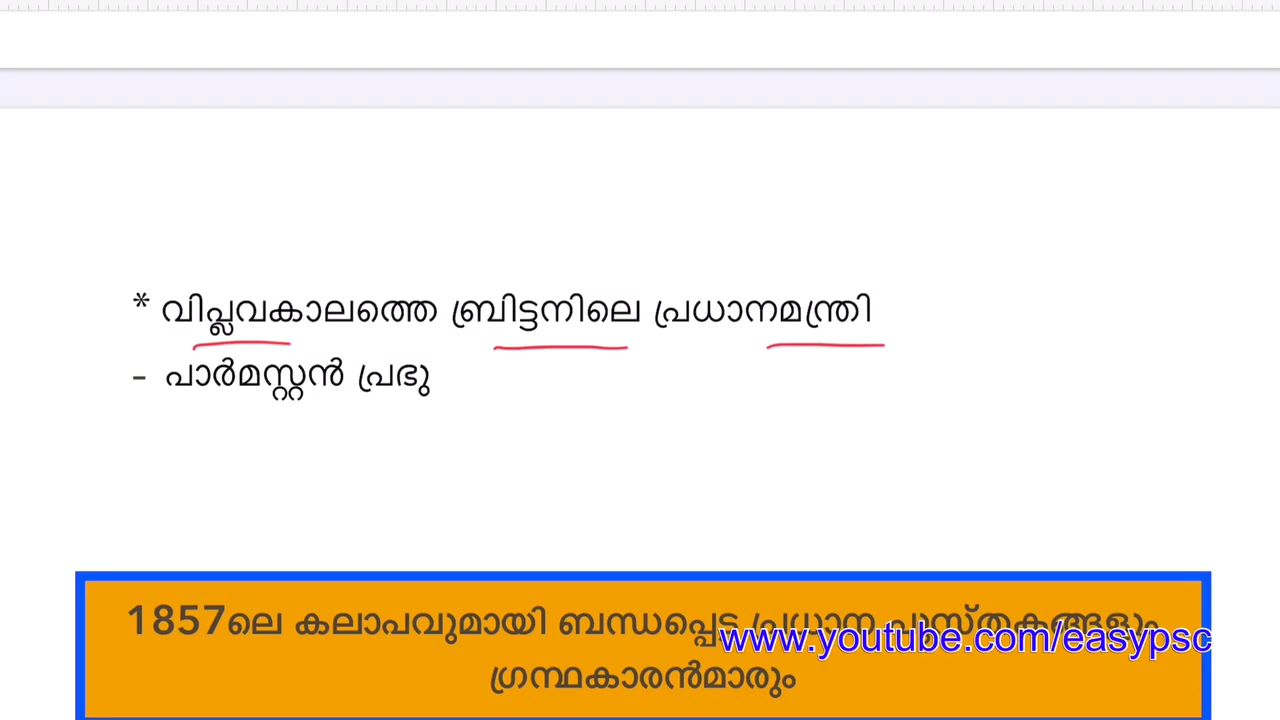 * വിപ്ലവകാലത്തെ ബ്രിട്ടനിലെ പ്രധാനമന്ത്രി
- പാർമസ്റ്റൻ പ്രഭു
1857ലെ കലാപവുമായി ബന്ധപ്പെട്ട പ്രധാന പുസ്തകങ്ങളും
www.youtube.com/easypsc
ഗ്രന്ഥകാരൻമാരും